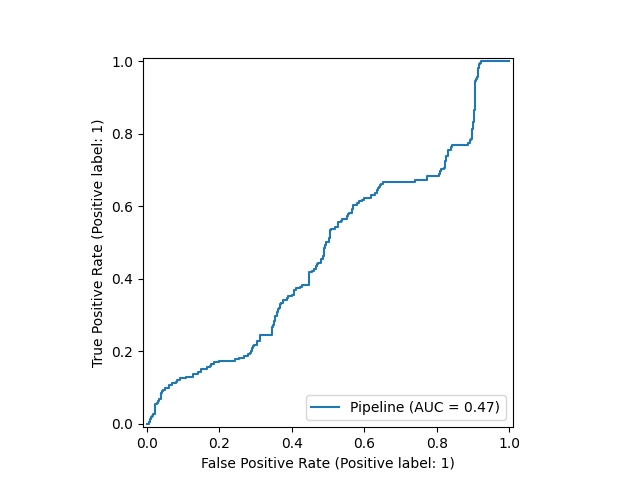 1.0
0.8
0.6
0.4
0.2
0.0
True Positive Rate (Positive label: 1)
Pipeline (AUC = 0.47)
0.0 0.2 0.4 0.6 0.8 1.0
False Positive Rate (Positive label: 1)